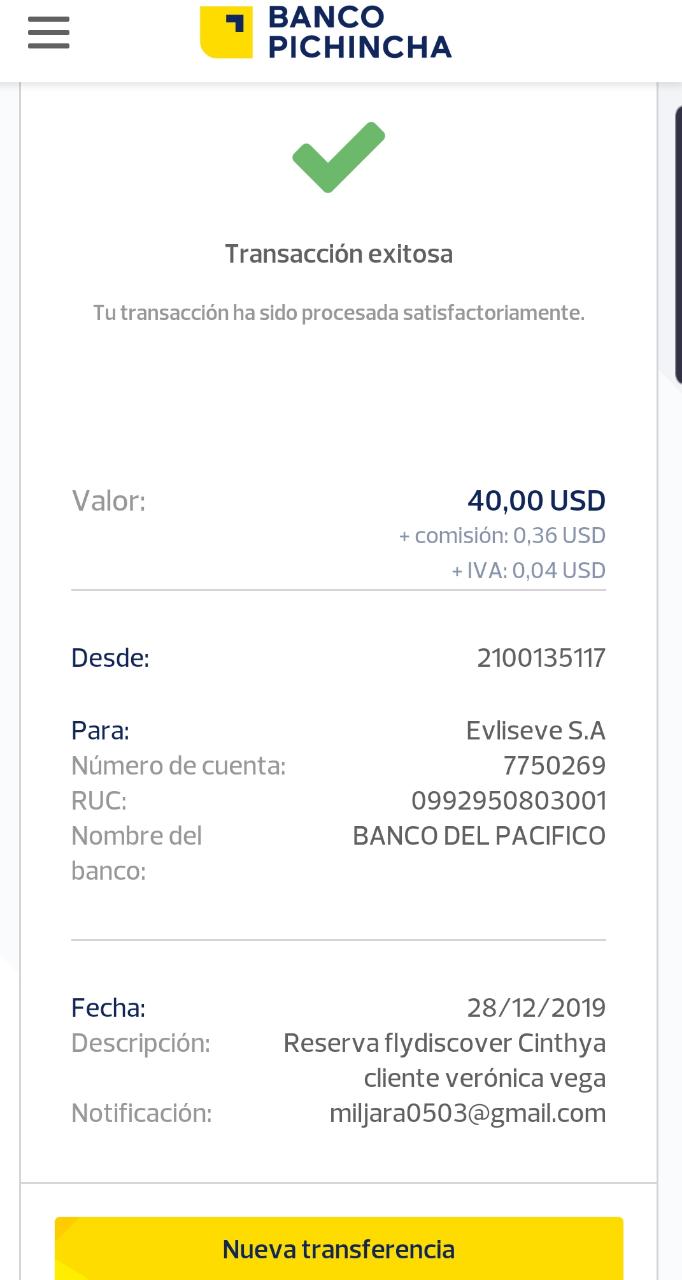 BANCO
PICHINCHA
Transacción exitosa
Tu transacción ha sido procesada satisfactoriamente.
Valor: 40,00 USD
+ comisión: 0,36 USD
+ IVA: 0,04 USD
Desde: 2100135117
Para: Evliseve S.A
Número de cuenta: 7750269
RUC: 0992950803001
Nombre del BANCO DEL PACIFICO
banco:
Fecha: 28/12/2019
Descripción: Reserva flydiscover Cinthya
cliente verónica vega
Notificación: miljara0503@gmail.com
Nueva transferencia